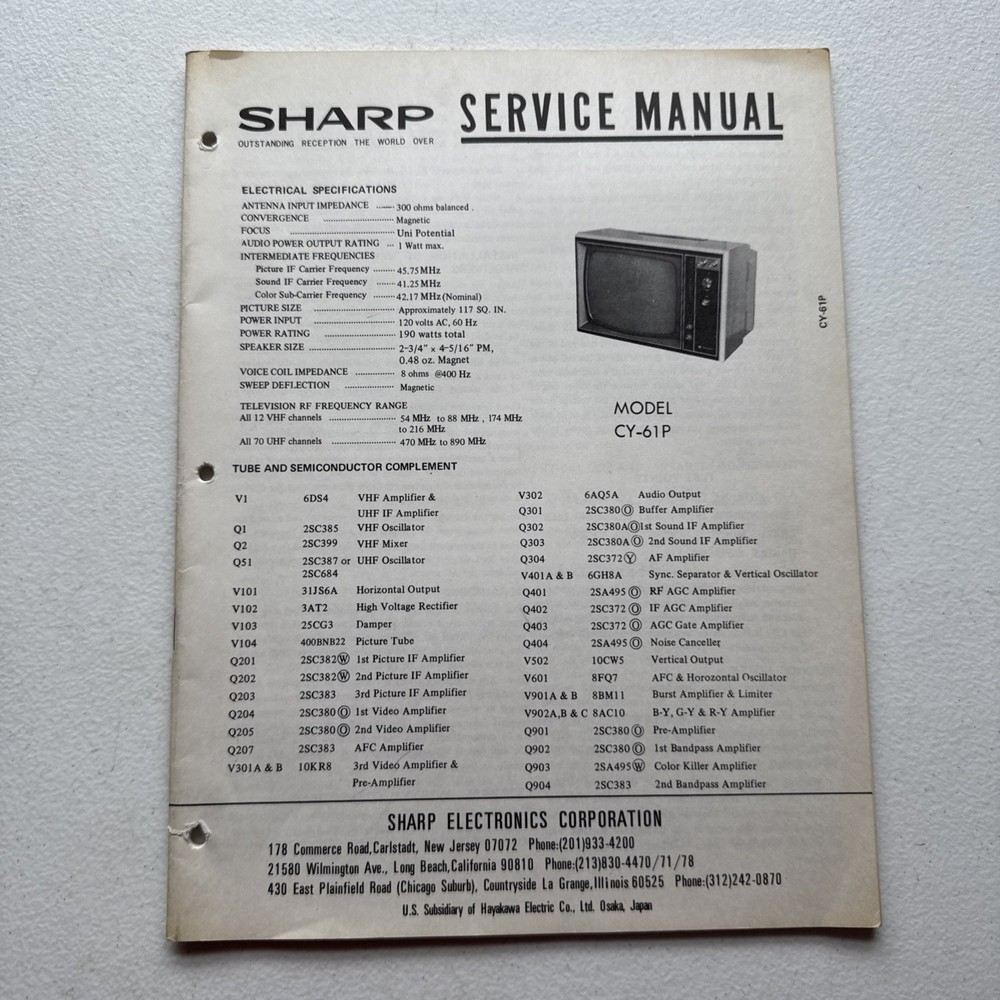 SHARP SERVICE MANUAL
OUTSTANDING RECEPTION THE WORLD OVER
ELECTRICAL SPECIFICATIONS
ANTENNA INPUT IMPEDANCE ........ 300 ohms balanced .
CONVERGENCE ........ Magnetic
FOCUS ........ Uni Potential
AUDIO POWER OUTPUT RATING ... 1 Watt max.
INTERMEDIATE FREQUENCIES
Picture IF Carrier Frequency ........ 45.75 MHz
Sound IF Carrier Frequency ........ 41.25 MHz
Color Sub-Carrier Frequency ........ 42.17 MHz (Nominal)
PICTURE SIZE ........ Approximately 117 SQ. IN.
POWER INPUT ........ 120 volts AC, 60 Hz
POWER RATING ........ 190 watts total
SPEAKER SIZE ........ 2-3/4" x 4-5/16" PM,
0.48 oz. Magnet
VOICE COIL IMPEDANCE ........ 8 ohms @400 Hz
SWEEP DEFLECTION ........ Magnetic
TELEVISION RF FREQUENCY RANGE
All 12 VHF channels ........ 54 MHz to 88 MHz , 174 MHz
to 216 MHz
All 70 UHF channels ........ 470 MHz to 890 MHz
CY-61P
MODEL
CY-61P
TUBE AND SEMICONDUCTOR COMPLEMENT
V1 6DS4 VHF Amplifier &
UHF IF Amplifier
Q1 2SC385 VHF Oscillator
Q2 2SC399 VHF Mixer
Q51 2SC387 or UHF Oscillator
2SC684
V101 31JS6A Horizontal Output
V102 3AT2 High Voltage Rectifier
V103 25CG3 Damper
V104 400BNB22 Picture Tube
Q201 2SC382Ⓦ 1st Picture IF Amplifier
Q202 2SC382Ⓦ 2nd Picture IF Amplifier
Q203 2SC383 3rd Picture IF Amplifier
Q204 2SC380Ⓞ 1st Video Amplifier
Q205 2SC380Ⓞ 2nd Video Amplifier
Q207 2SC383 AFC Amplifier
V301A & B 10KR8 3rd Video Amplifier &
Pre-Amplifier
V302 6AQ5A Audio Output
Q301 2SC380Ⓞ Buffer Amplifier
Q302 2SC380AⓄ1st Sound IF Amplifier
Q303 2SC380AⓄ 2nd Sound IF Amplifier
Q304 2SC372Ⓨ AF Amplifier
V401A & B 6GH8A Sync. Separator & Vertical Oscillator
Q401 2SA495Ⓞ RF AGC Amplifier
Q402 2SC372Ⓞ IF AGC Amplifier
Q403 2SC372Ⓞ AGC Gate Amplifier
Q404 2SA495Ⓞ Noise Canceller
V502 10CW5 Vertical Output
V601 8FQ7 AFC & Horozontal Oscillator
V901A & B 8BM11 Burst Amplifier & Limiter
V902A,B & C 8AC10 B-Y, G-Y & R-Y Amplifier
Q901 2SC380Ⓞ Pre-Amplifier
Q902 2SC380Ⓞ 1st Bandpass Amplifier
Q903 2SA495Ⓦ Color Killer Amplifier
Q904 2SC383 2nd Bandpass Amplifier
SHARP ELECTRONICS CORPORATION
178 Commerce Road,Carlstadt, New Jersey 07072 Phone:(201)933-4200
21580 Wilmington Ave., Long Beach,California 90810 Phone:(213)830-4470/71/78
430 East Plainfield Road (Chicago Suburb), Countryside La Grange,Illinois 60525 Phone:(312)242-0870
U.S. Subsidiary of Hayakawa Electric Co., Ltd. Osaka, Japan